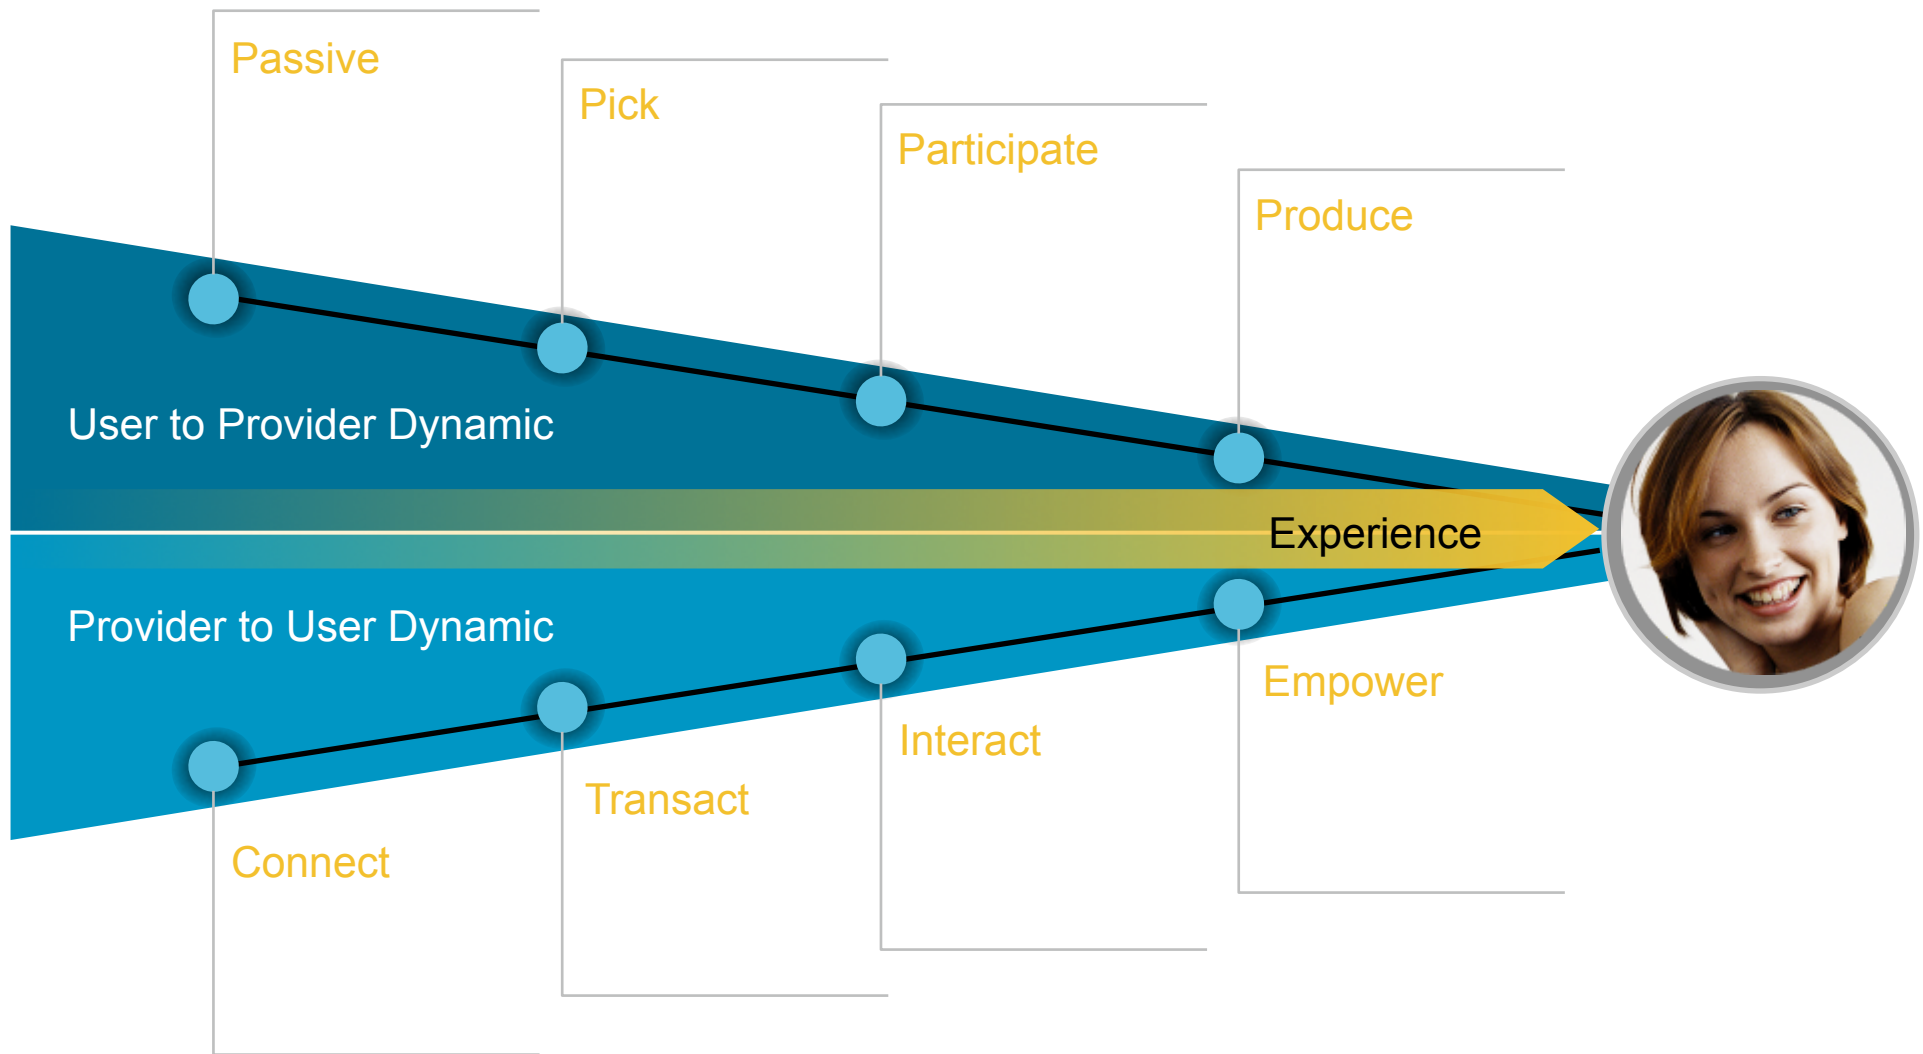 Passive
Pick
Participate
Produce
User to Provider Dynamic
Experience
Provider to User Dynamic
Empower
Interact
Transact
Connect